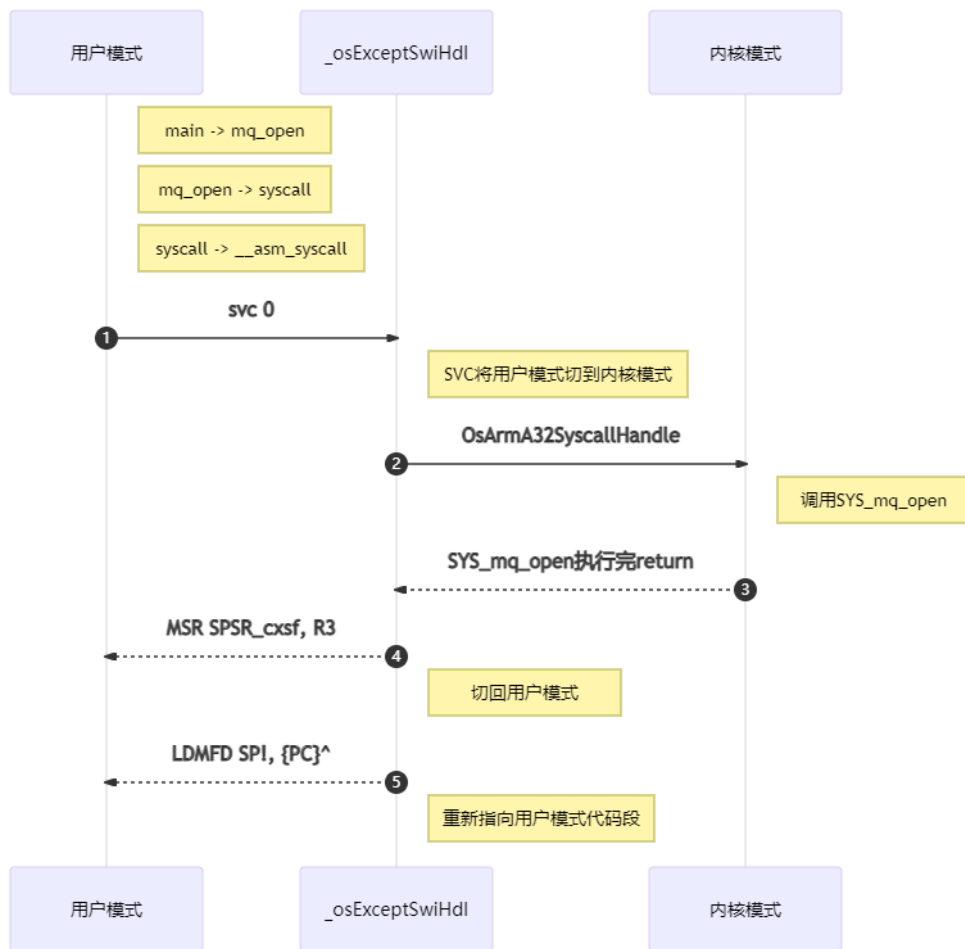 用户模式
_osExceptSwiHdl
内核模式
main -> mq_open
mq_open -> syscall
syscall -> __asm_syscall
svc 0
1
SVC将用户模式切到内核模式
OsArmA32SyscallHandle
2
调用SYS_mq_open
SYS_mq_open执行完return
3
MSR SPSR_cxsf, R3
4
切回用户模式
LDMFD SP!, {PC}^
5
重新指向用户模式代码段
用户模式
_osExceptSwiHdl
内核模式